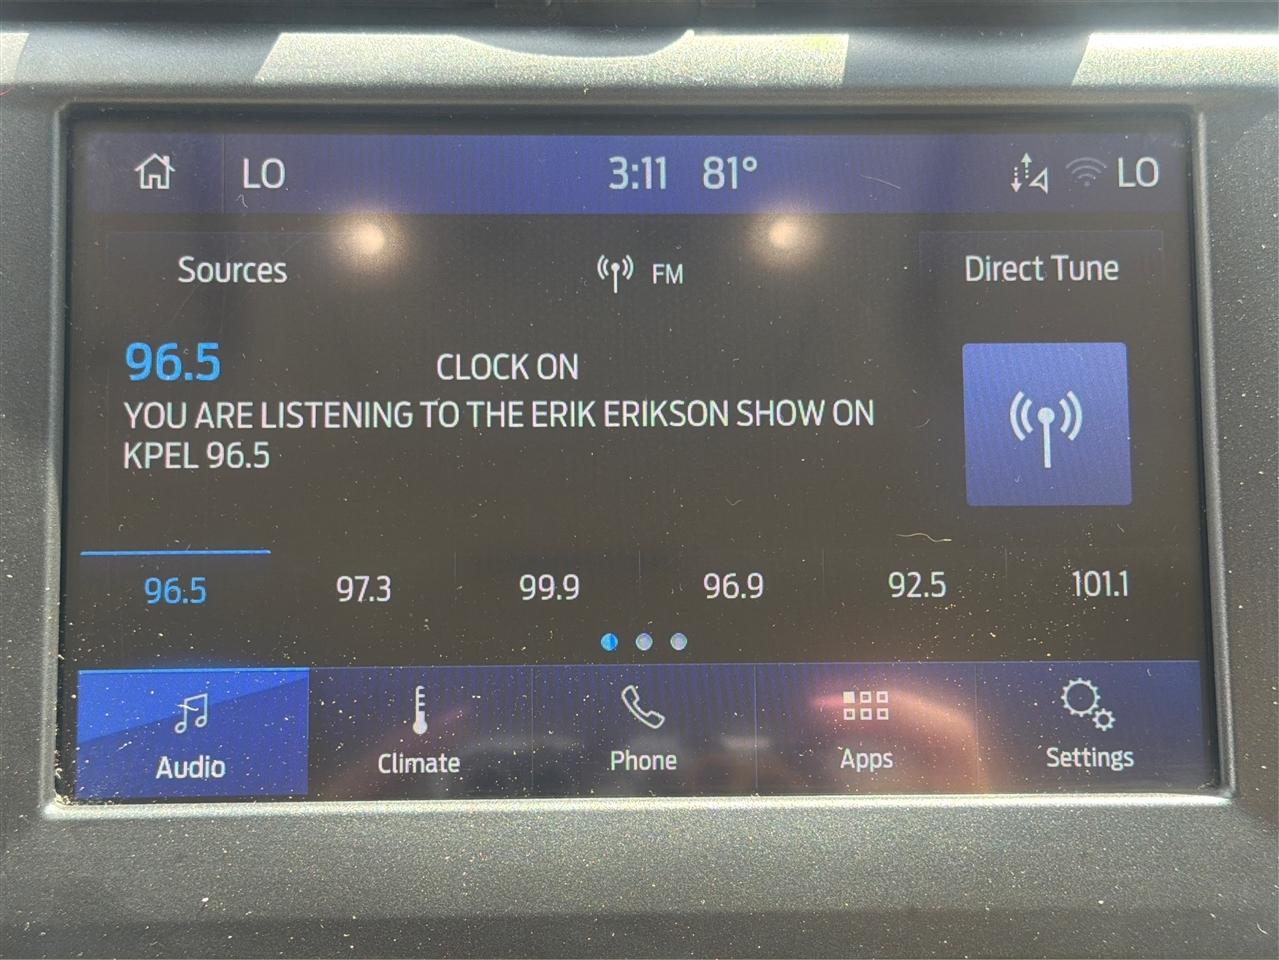 LO 3:11 81° LO
Sources FM Direct Tune
96.5 CLOCK ON
YOU ARE LISTENING TO THE ERIK ERIKSON SHOW ON
KPEL 96.5
96.5 97.3 99.9 96.9 92.5 101.1
Audio Climate Phone Apps Settings